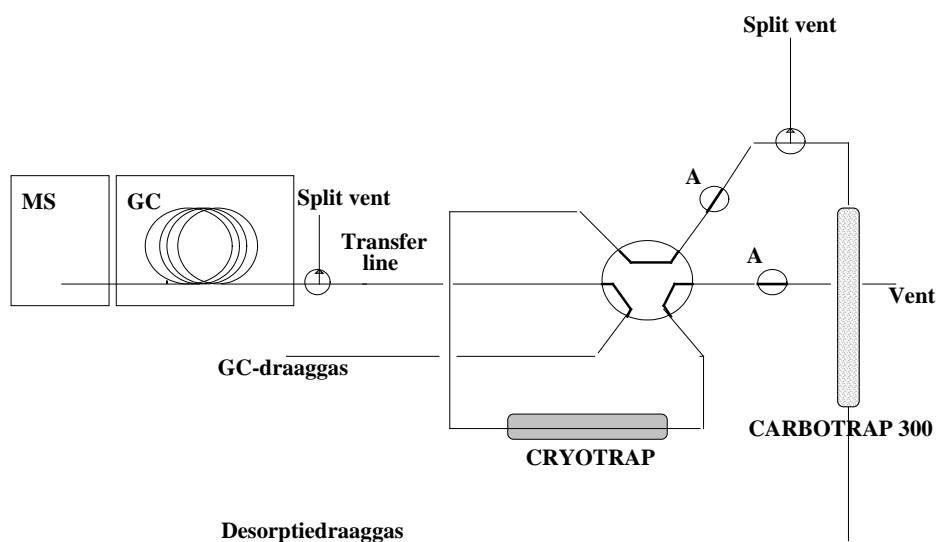 Split vent
A
MS
GC
Split vent
Transfer
line
A
Vent
GC-draaggas
CARBOTRAP 300
CRYOTRAP
Desorptiedraaggas